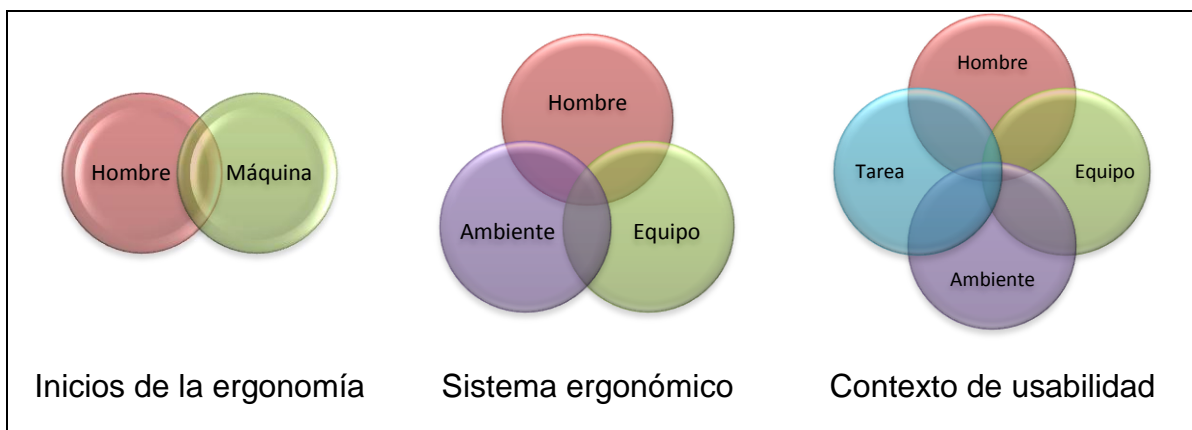 Hombre
Máquina
Inicios de la ergonomía
Hombre
Ambiente
Equipo
Sistema ergonómico
Hombre
Tarea
Equipo
Ambiente
Contexto de usabilidad